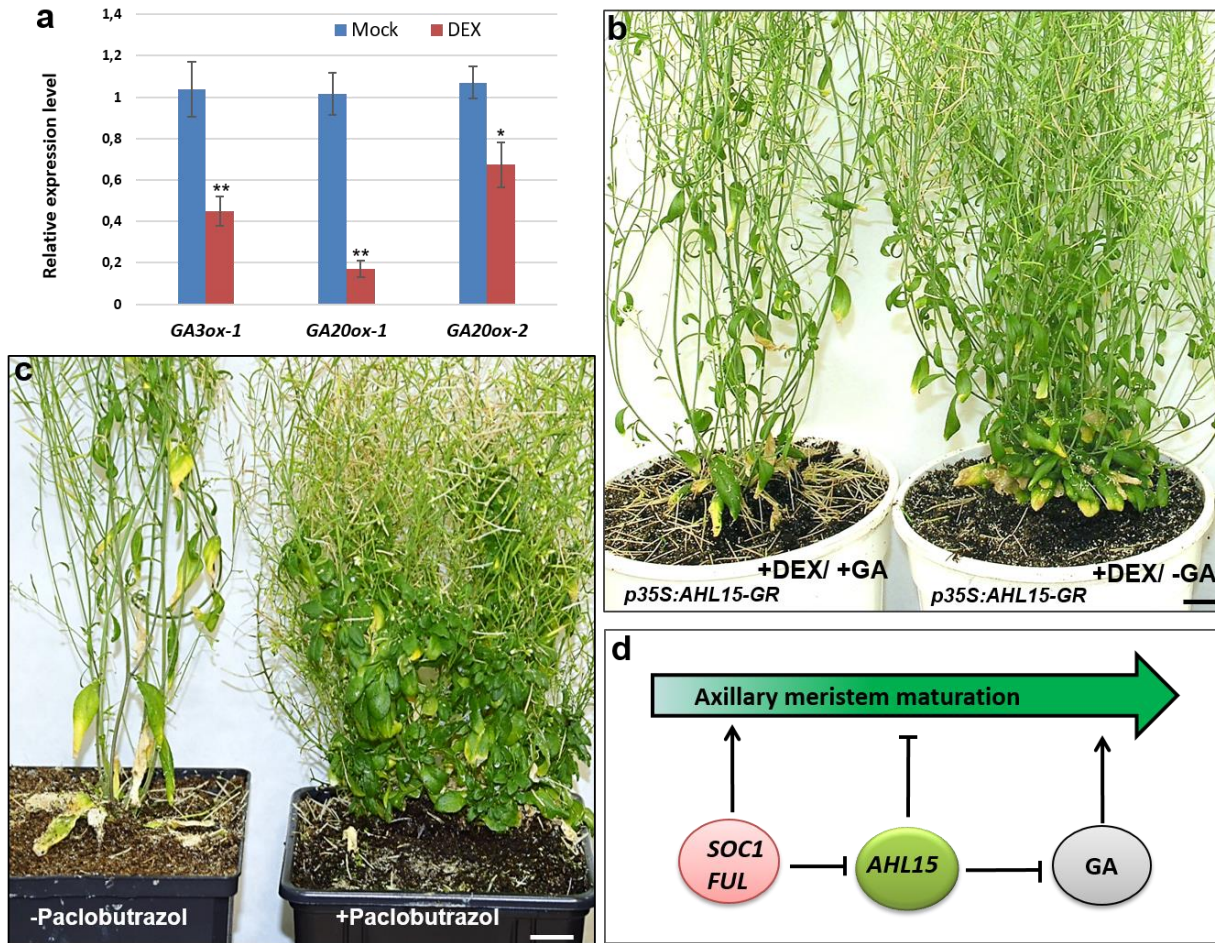 a
1,4
1,2
1
0,8
0,6
0,4
0,2
0
Relative expression level
Mock DEX
** ** *
GA3ox-1 GA20ox-1 GA20ox-2
b
+DEX/ +GA
p35S:AHL15-GR
+DEX/ -GA
p35S:AHL15-GR
c
-Paclobutrazol
+Paclobutrazol
d
Axillary meristem maturation
SOC1
FUL
AHL15
GA